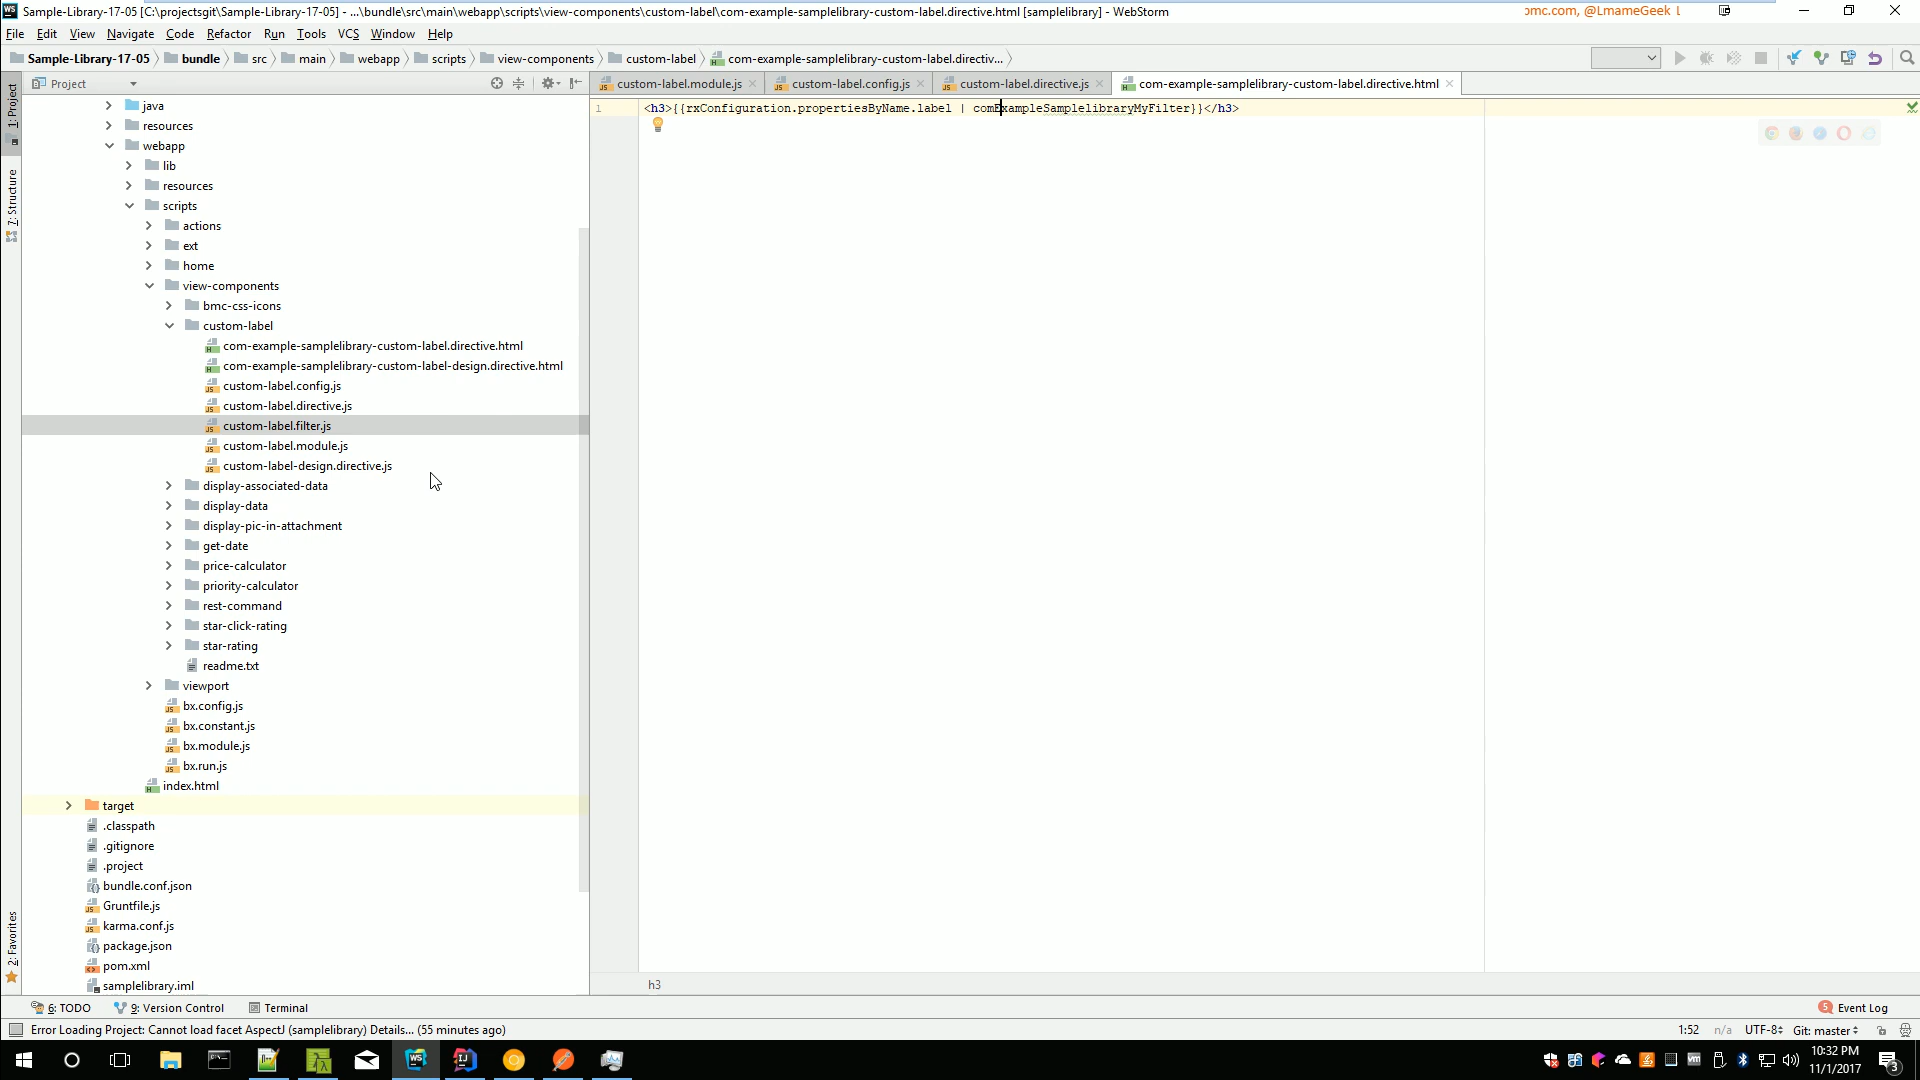 Sample-Library-17-05 [C:\projectsgit\Sample-Library-17-05] - ...\bundle\src\main\webapp\scripts\view-components\custom-label\com-example-samplelibrary-custom-label.directive.html [samplelibrary] - WebStorm
omc.com, @LmameGeek L
File Edit View Navigate Code Refactor Run Tools VCS Window Help
Sample-Library-17-05 bundle src main webapp scripts view-components custom-label com-example-samplelibrary-custom-label.directiv...
Project
custom-label.module.js custom-label.config.js custom-label.directive.js com-example-samplelibrary-custom-label.directive.html
1: Project
7: Structure
2: Favorites
1 <h3>{{rxConfiguration.propertiesByName.label | comExampleSamplelibraryMyFilter}}</h3>
java
resources
webapp
lib
resources
scripts
actions
ext
home
view-components
bmc-css-icons
custom-label
com-example-samplelibrary-custom-label.directive.html
com-example-samplelibrary-custom-label-design.directive.html
custom-label.config.js
custom-label.directive.js
custom-label.filter.js
custom-label.module.js
custom-label-design.directive.js
display-associated-data
display-data
display-pic-in-attachment
get-date
price-calculator
priority-calculator
rest-command
star-click-rating
star-rating
readme.txt
viewport
bx.config.js
bx.constant.js
bx.module.js
bx.run.js
index.html
target
.classpath
.gitignore
.project
bundle.conf.json
Gruntfile.js
karma.conf.js
package.json
pom.xml
samplelibrary.iml
h3
6: TODO 9: Version Control Terminal
5 Event Log
Error Loading Project: Cannot load facet AspectJ (samplelibrary) Details... (55 minutes ago)
1:52 n/a UTF-8 Git: master
10:32 PM
11/1/2017
3